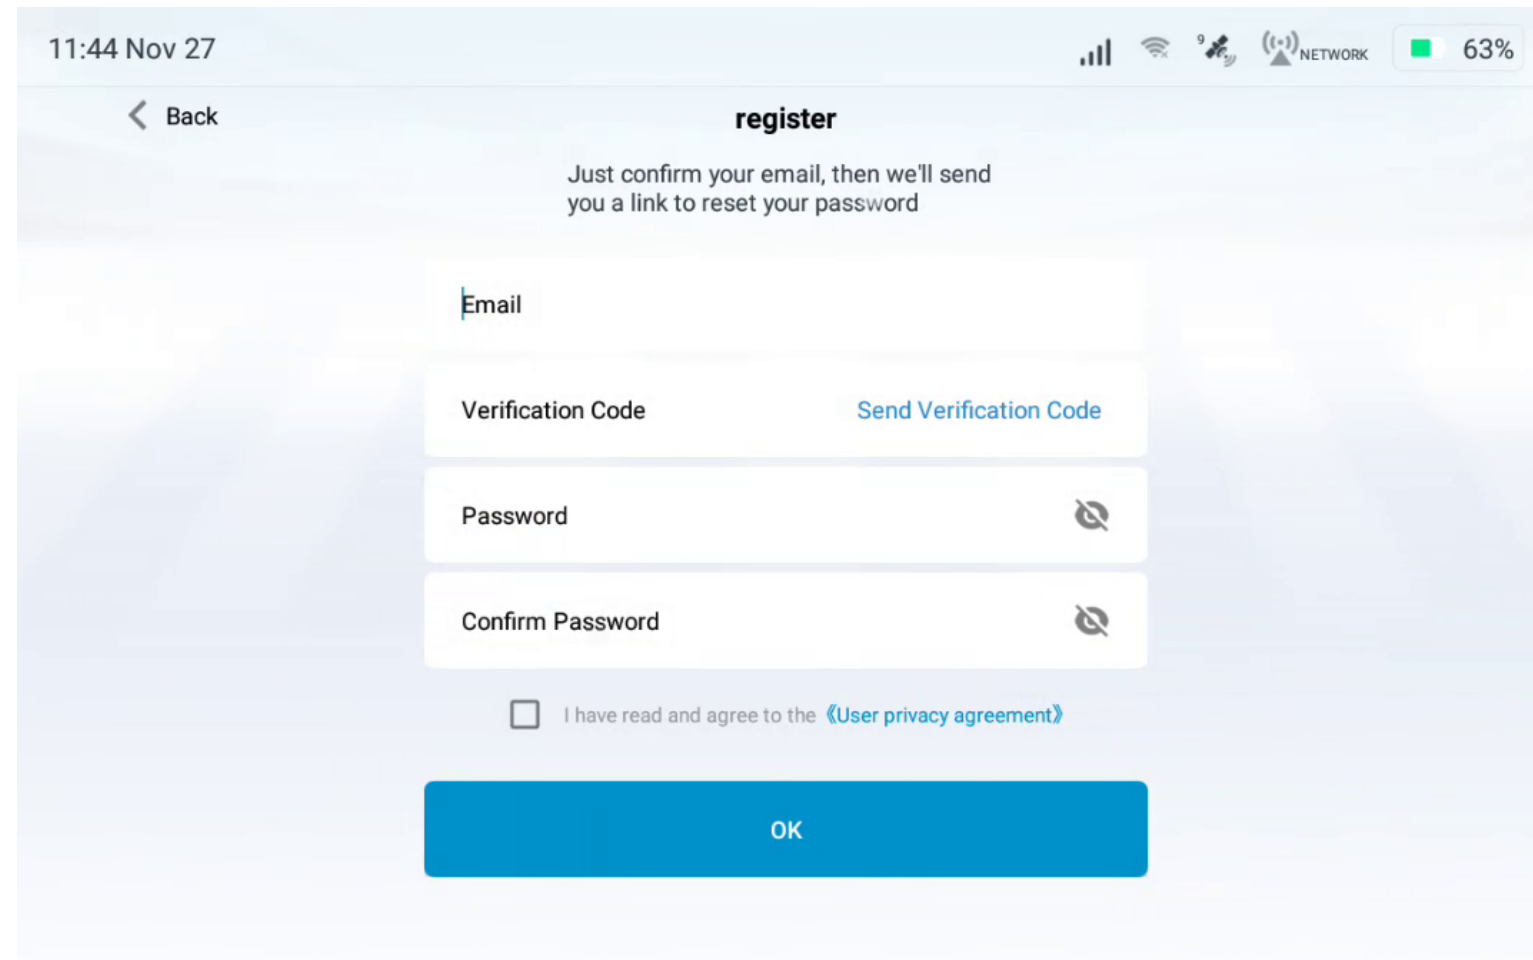 11:44 Nov 27
9
NETWORK
63%
Back
register
Just confirm your email, then we'll send
you a link to reset your password
Email
Verification Code Send Verification Code
Password
Confirm Password
I have read and agree to the 《User privacy agreement》
OK